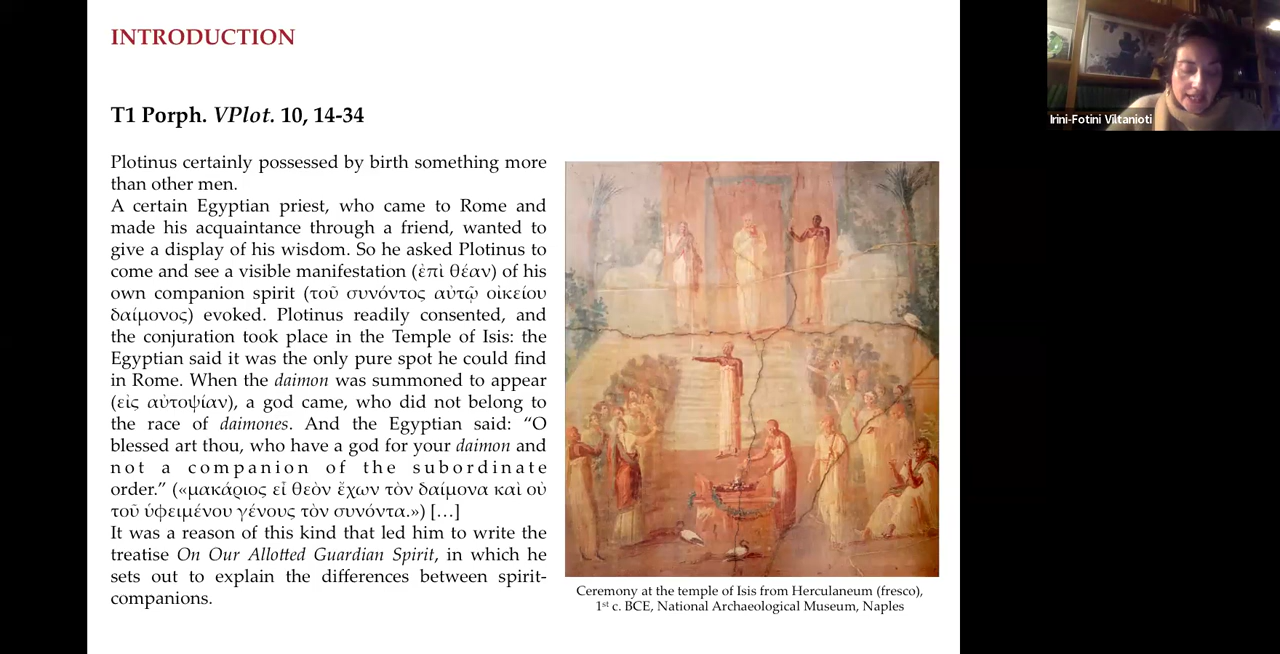 INTRODUCTION
T1 Porph. VPlot. 10, 14-34
Plotinus certainly possessed by birth something more
than other men.
A certain Egyptian priest, who came to Rome and
made his acquaintance through a friend, wanted to
give a display of his wisdom. So he asked Plotinus to
come and see a visible manifestation (ἐπὶ θέαν) of his
own companion spirit (τοῦ συνόντος αὐτῷ οἰκείου
δαίμονος) evoked. Plotinus readily consented, and
the conjuration took place in the Temple of Isis: the
Egyptian said it was the only pure spot he could find
in Rome. When the daimon was summoned to appear
(εἰς αὐτοψίαν), a god came, who did not belong to
the race of daimones. And the Egyptian said: “O
blessed art thou, who have a god for your daimon and
not a companion of the subordinate
order.” («μακάριος εἶ θεὸν ἔχων τὸν δαίμονα καὶ οὐ
τοῦ ὑφειμένου γένους τὸν συνόντα.») […]
It was a reason of this kind that led him to write the
treatise On Our Allotted Guardian Spirit, in which he
sets out to explain the differences between spirit-
companions.
Ceremony at the temple of Isis from Herculaneum (fresco),
1st c. BCE, National Archaeological Museum, Naples
Irini-Fotini Viltanioti